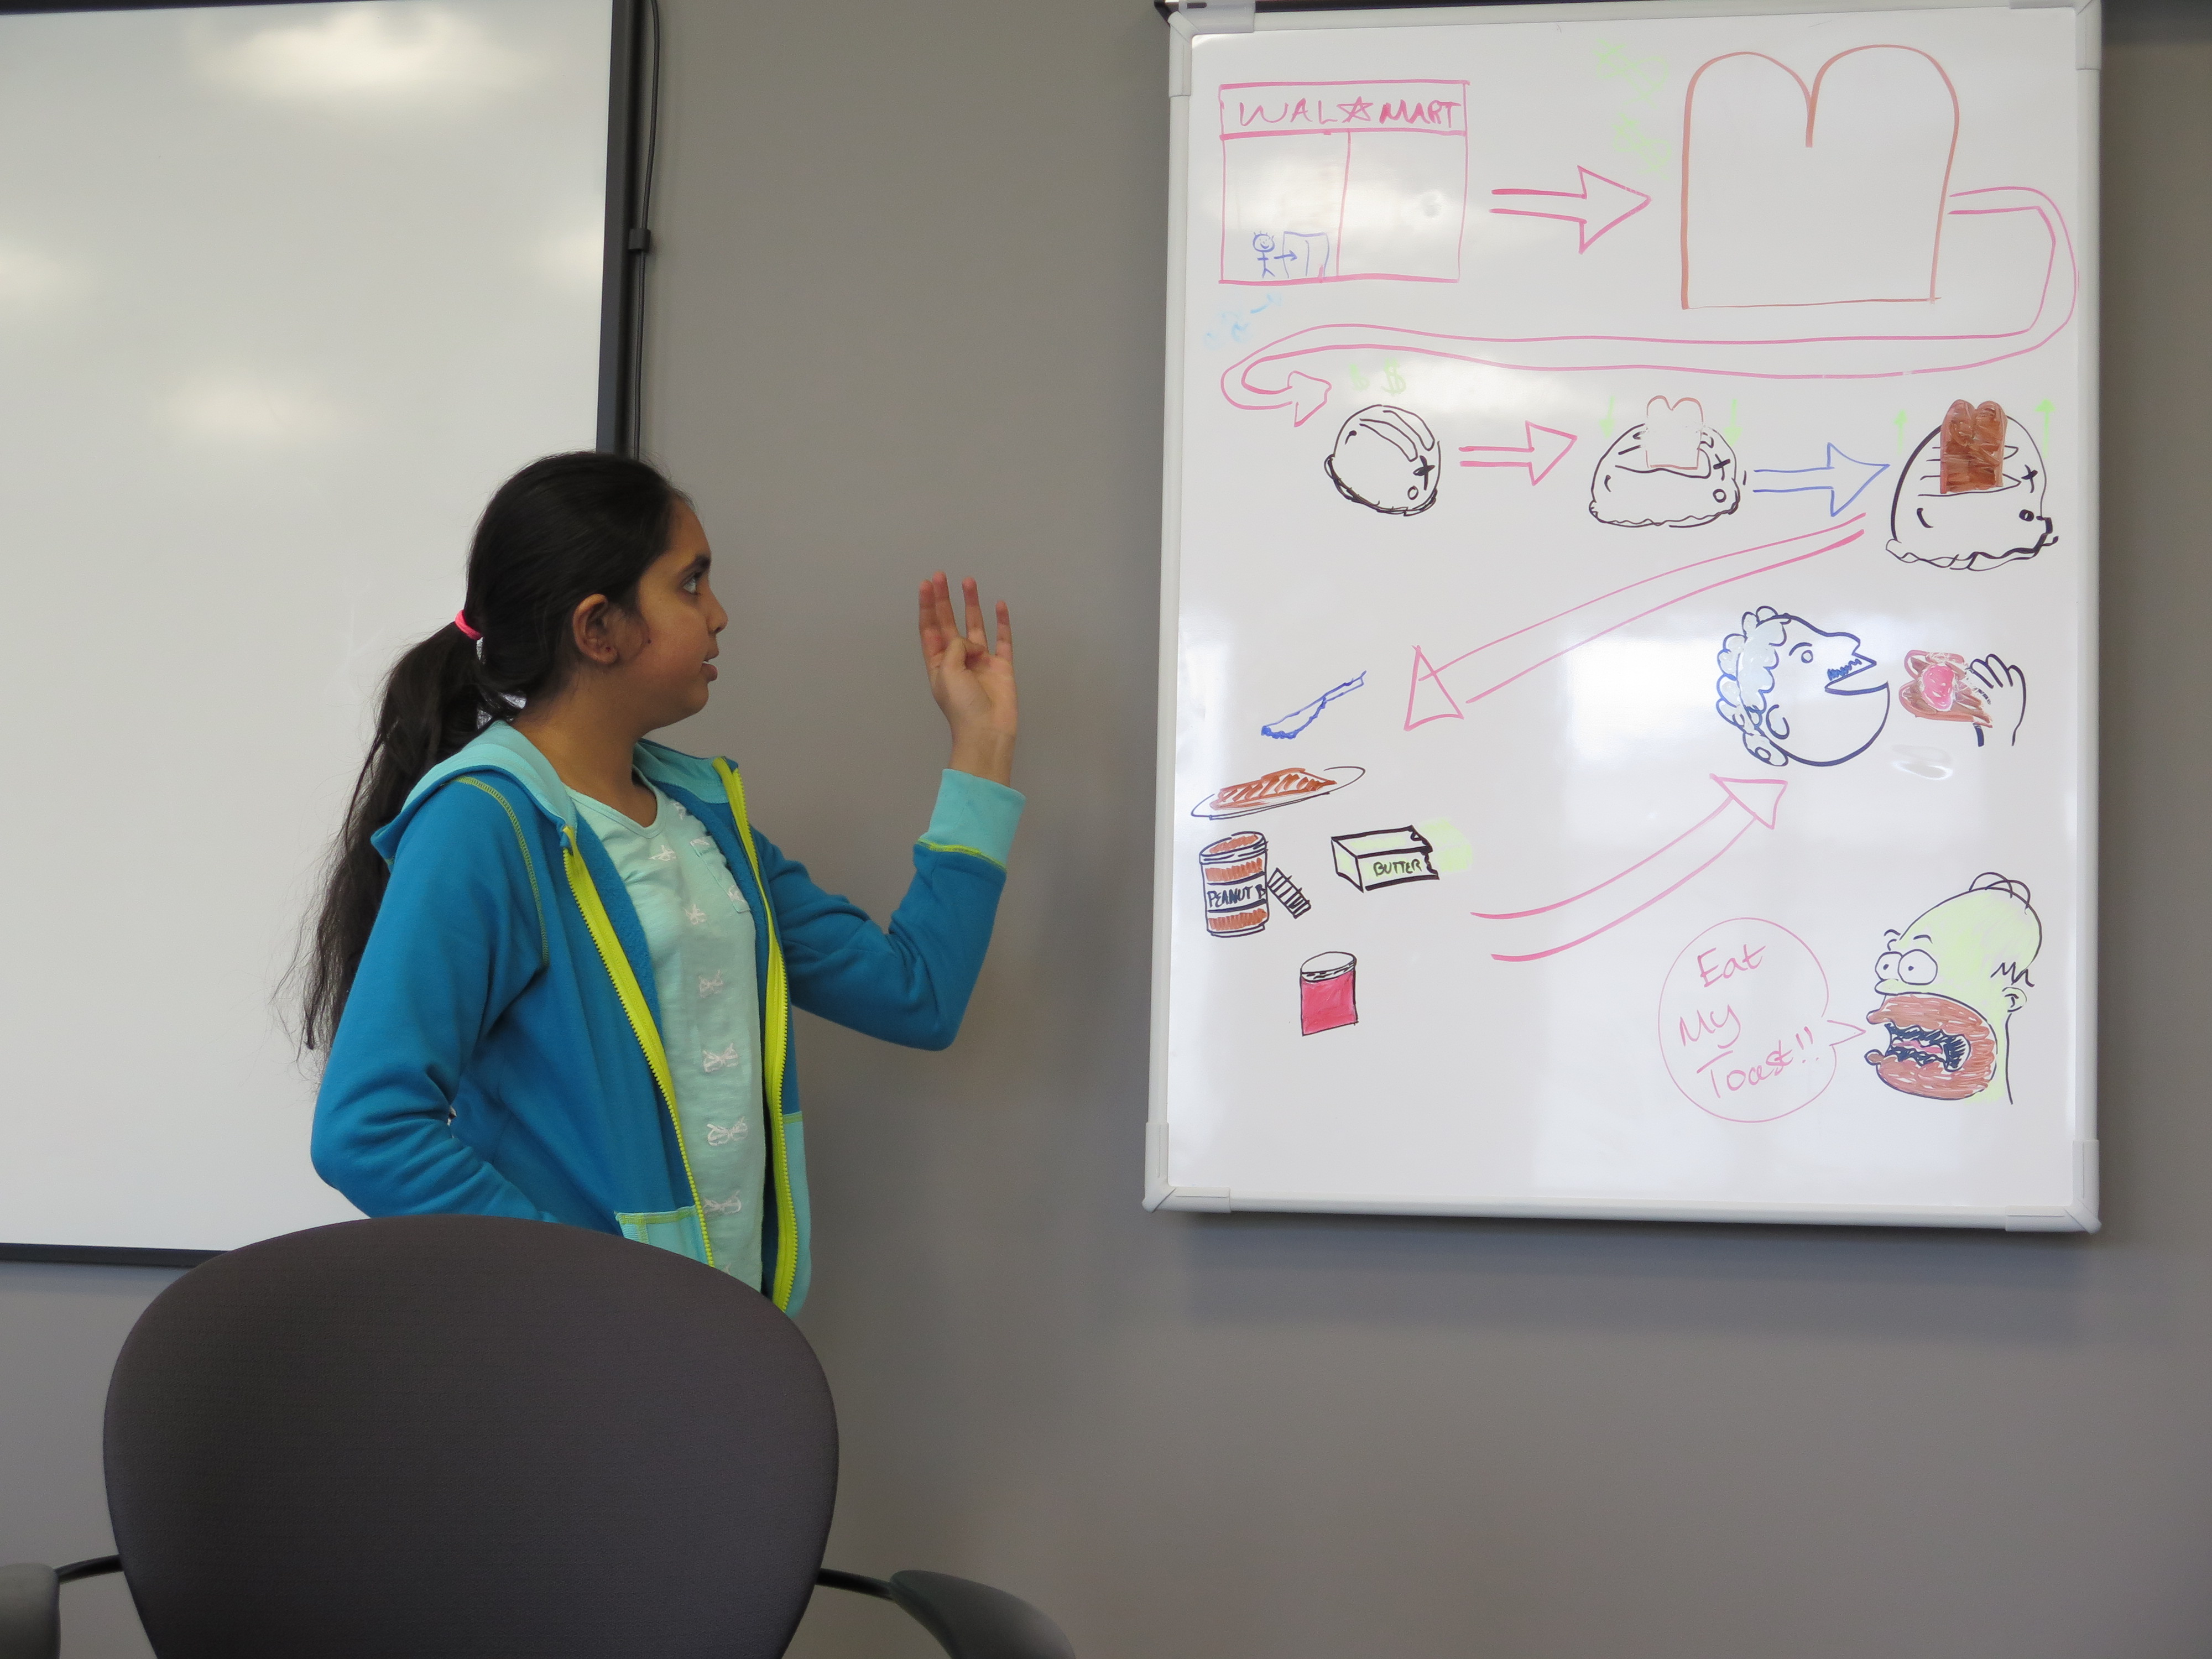 WAL☆MART
$ $
BUTTER
PEANUT B
Eat
My
Toast!!